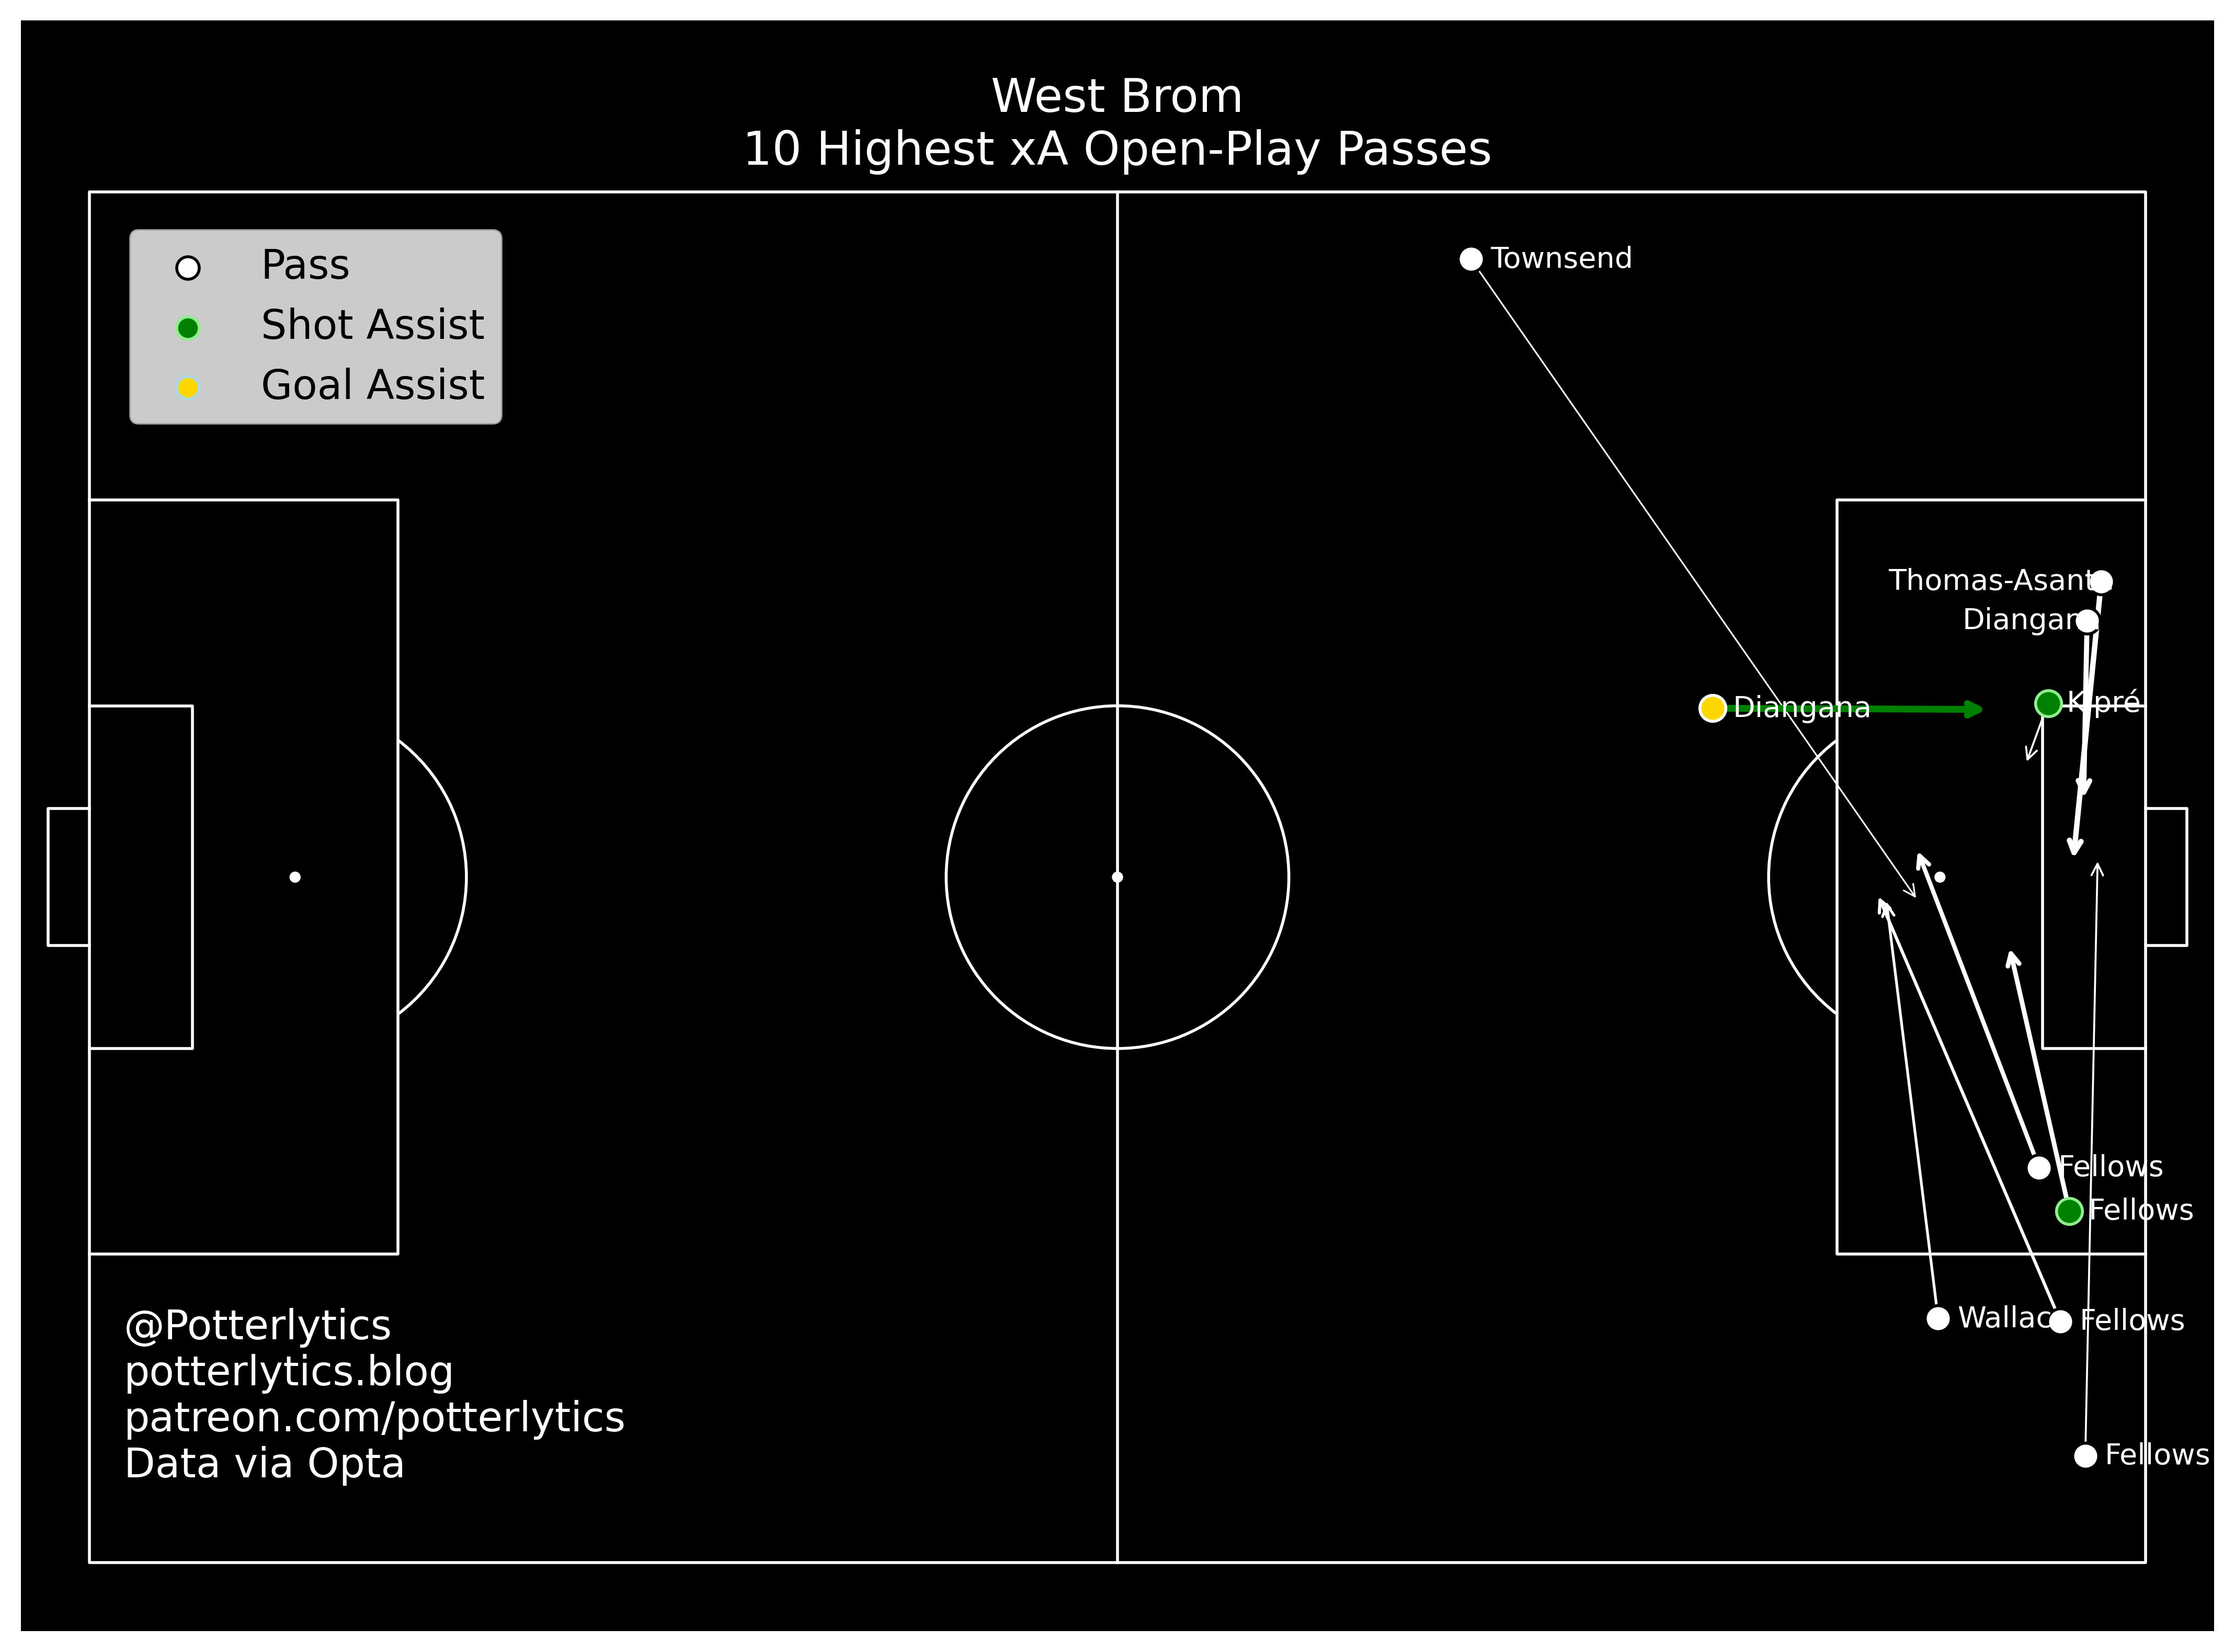 West Brom
10 Highest xA Open-Play Passes
Pass
Shot Assist
Goal Assist
Townsend
Thomas-Asant
Diangan
Diangana
Kipré
Fellows
Fellows
Wallac
Fellows
Fellows
@Potterlytics
potterlytics.blog
patreon.com/potterlytics
Data via Opta